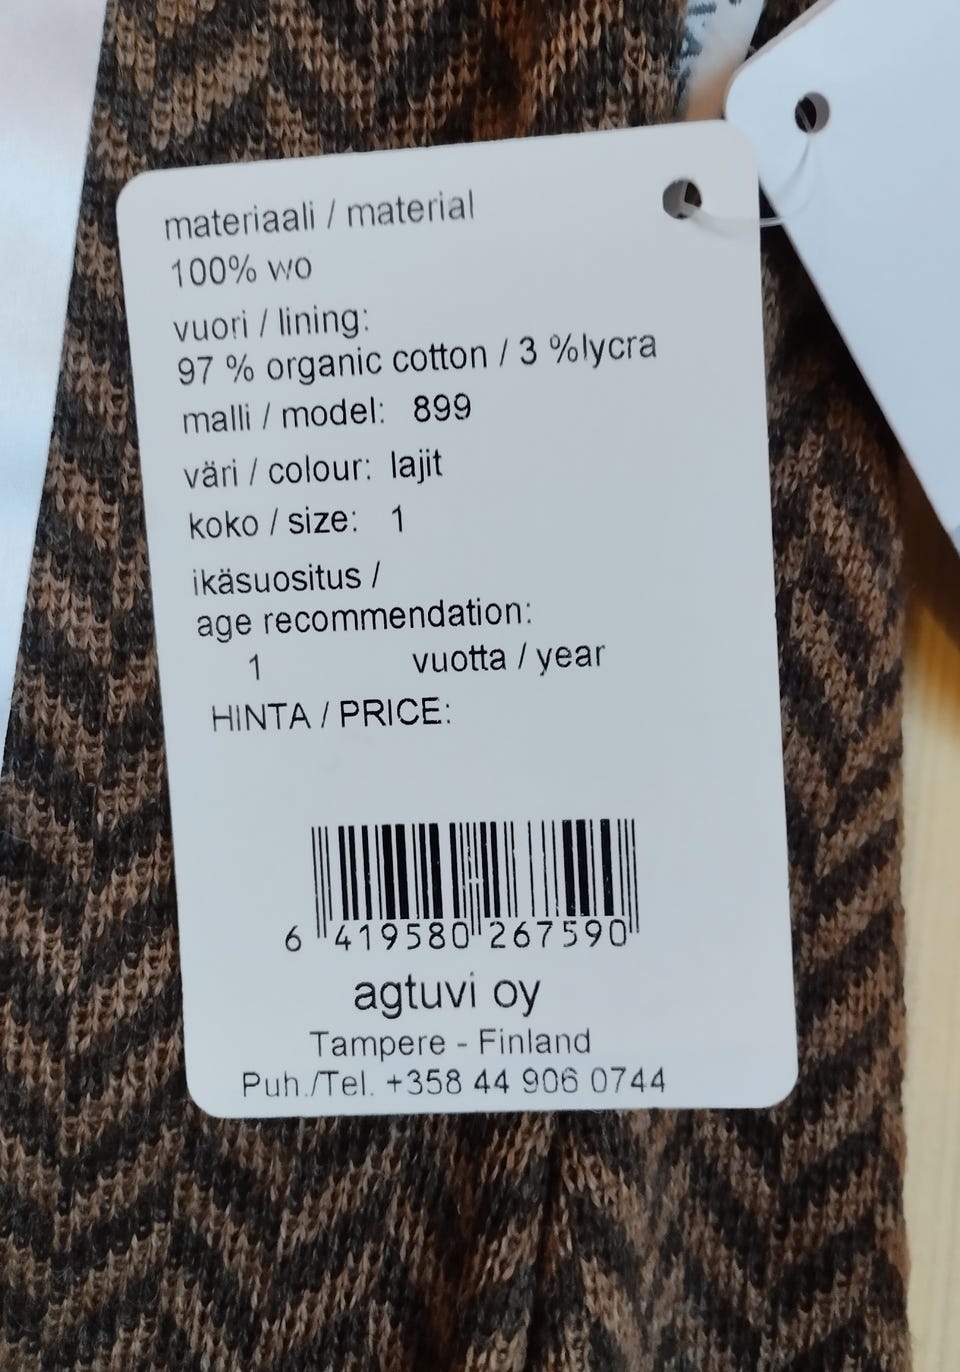 materiaali / material
100% wo
vuori / lining:
97 % organic cotton / 3 %lycra
malli / model: 899
väri / colour: lajit
koko / size: 1
ikäsuositus /
age recommendation:
1 vuotta / year
HINTA / PRICE:
6 419580 267590
agtuvi oy
Tampere - Finland
Puh./Tel. +358 44 906 0744